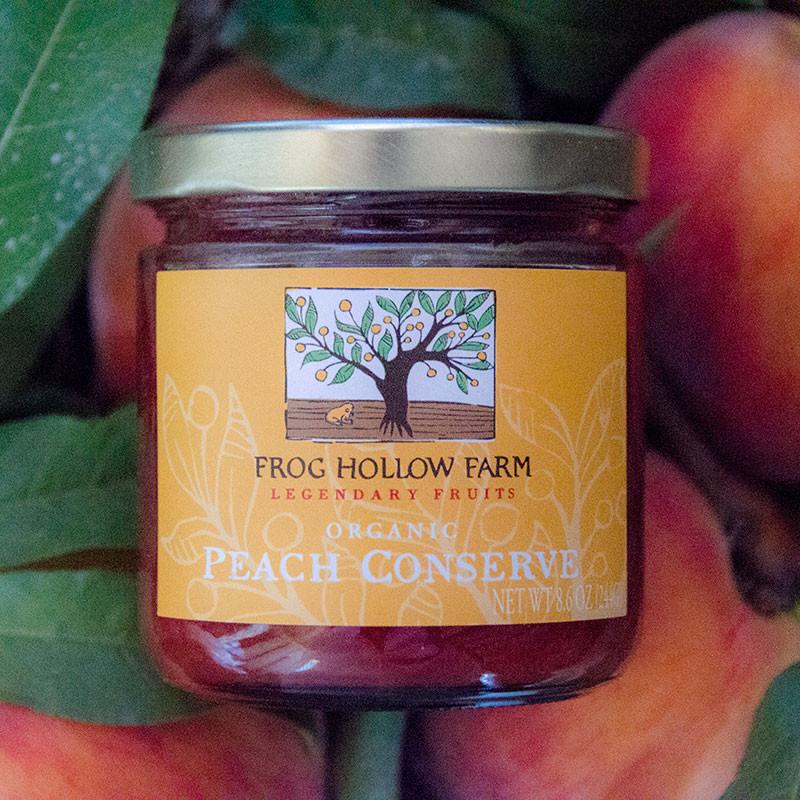 FROG HOLLOW FARM
LEGENDARY FRUITS
ORGANIC
PEACH CONSERVE
NET WT 8.6 OZ